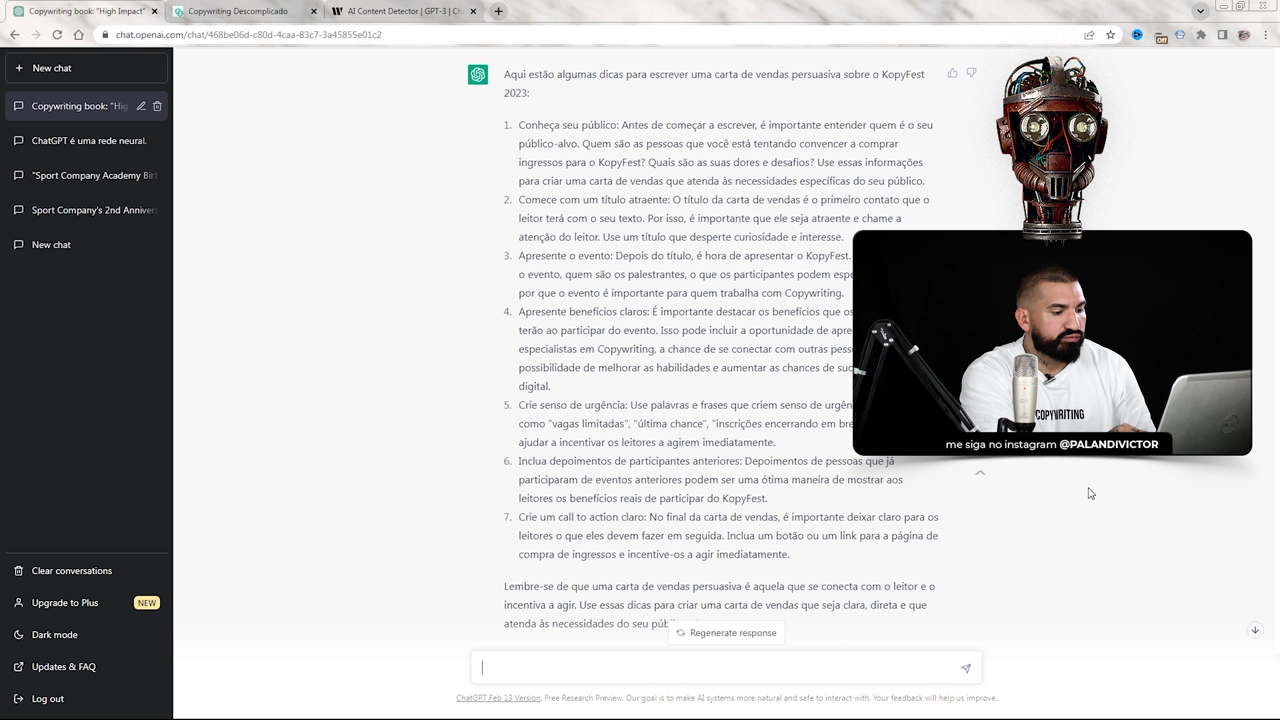 Copywriting book "High Impact"
Copywriting Descomplicado
AI Content Detector | GPT-3 | Ch
chat.openai.com/chat/468be06d-c80d-4caa-83c7-3a45855e01c2
Off
New chat
Copywriting book: "Hig
ChatGPT é uma rede neural.
"Sport Company Academy Birt
Sport Company's 2nd Annivers
New chat
Clear conversations
Upgrade to Plus
NEW
Dark mode
Updates & FAQ
Log out
Aqui estão algumas dicas para escrever uma carta de vendas persuasiva sobre o KopyFest
2023:
1. Conheça seu público: Antes de começar a escrever, é importante entender quem é o seu
público-alvo. Quem são as pessoas que você está tentando convencer a comprar
ingressos para o KopyFest? Quais são as suas dores e desafios? Use essas informações
para criar uma carta de vendas que atenda às necessidades específicas do seu público.
2. Comece com um título atraente: O título da carta de vendas é o primeiro contato que o
leitor terá com o seu texto. Por isso, é importante que ele seja atraente e chame a
atenção do leitor. Use um título que desperte curiosidade e interesse.
3. Apresente o evento: Depois do título, é hora de apresentar o KopyFest.
o evento, quem são os palestrantes, o que os participantes podem espe
por que o evento é importante para quem trabalha com Copywriting.
4. Apresente benefícios claros: É importante destacar os benefícios que os
terão ao participar do evento. Isso pode incluir a oportunidade de apre
especialistas em Copywriting, a chance de se conectar com outras pess
possibilidade de melhorar as habilidades e aumentar as chances de suc
digital.
5. Crie senso de urgência: Use palavras e frases que criem senso de urgên
como "vagas limitadas", "última chance", "inscrições encerrando em bre
ajudar a incentivar os leitores a agirem imediatamente.
6. Inclua depoimentos de participantes anteriores: Depoimentos de pessoas que já
participaram de eventos anteriores podem ser uma ótima maneira de mostrar aos
leitores os benefícios reais de participar do KopyFest.
7. Crie um call to action claro: No final da carta de vendas, é importante deixar claro para os
leitores o que eles devem fazer em seguida. Inclua um botão ou um link para a página de
compra de ingressos e incentive-os a agir imediatamente.
Lembre-se de que uma carta de vendas persuasiva é aquela que se conecta com o leitor e o
incentiva a agir. Use essas dicas para criar uma carta de vendas que seja clara, direta e que
atenda às necessidades do seu púb
Regenerate response
ChatGPT Feb 13 Version. Free Research Preview. Our goal is to make AI systems more natural and safe to interact with. Your feedback will help us improve.
COPYWRITING
me siga no instagram @PALANDIVICTOR